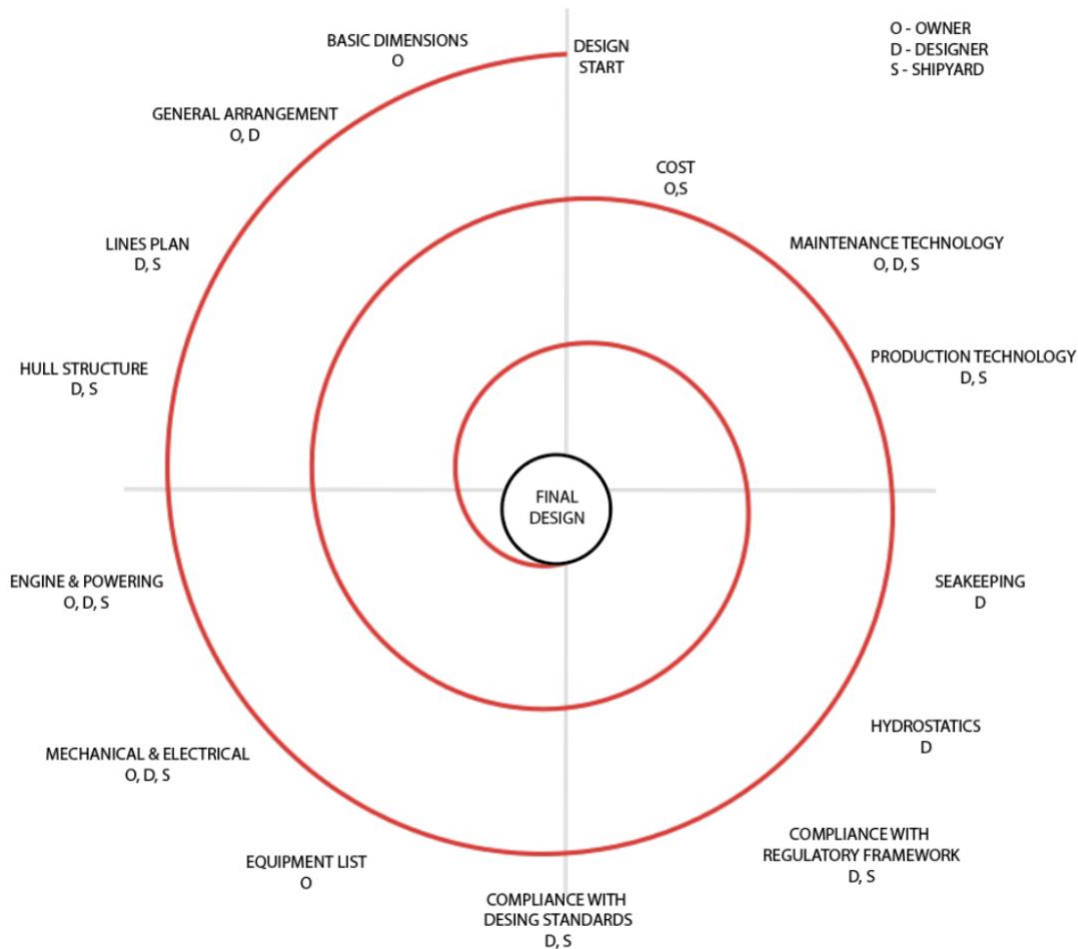 BASIC DIMENSIONS
O
DESIGN
START
O - OWNER
D - DESIGNER
S - SHIPYARD
GENERAL ARRANGEMENT
O, D
COST
O,S
LINES PLAN
D, S
MAINTENANCE TECHNOLOGY
O, D, S
HULL STRUCTURE
D, S
PRODUCTION TECHNOLOGY
D, S
FINAL
DESIGN
ENGINE & POWERING
O, D, S
SEAKEEPING
D
MECHANICAL & ELECTRICAL
O, D, S
HYDROSTATICS
D
EQUIPMENT LIST
O
COMPLIANCE WITH
REGULATORY FRAMEWORK
D, S
COMPLIANCE WITH
DESING STANDARDS
D, S